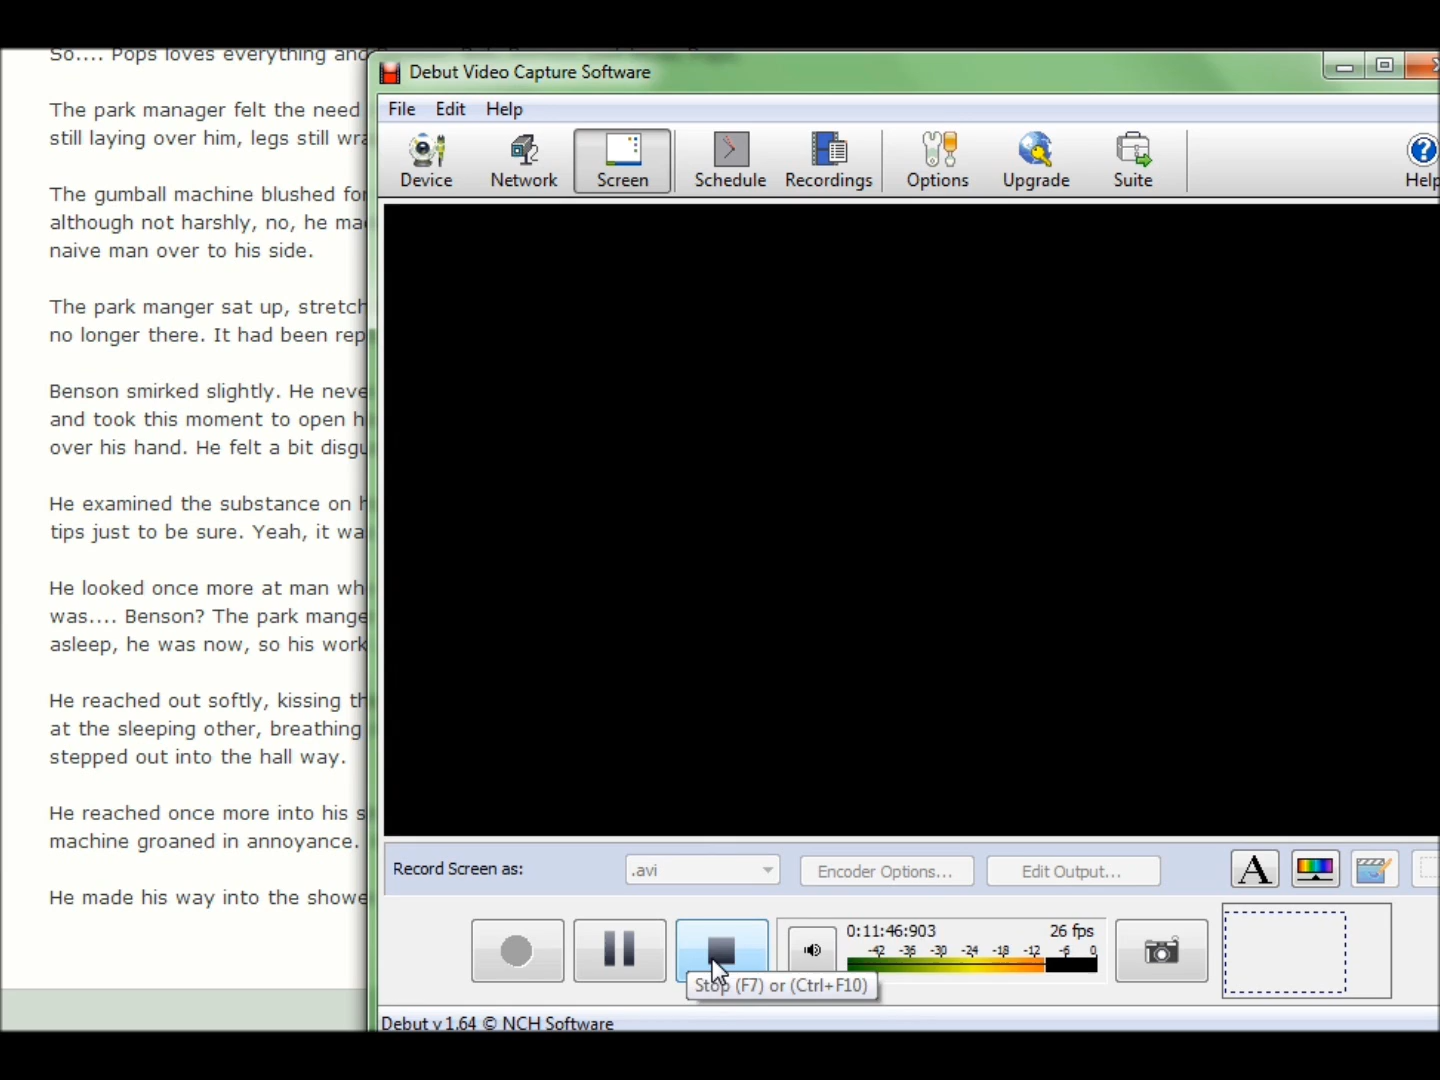 So.... Pops loves everything and
The park manager felt the need
still laying over him, legs still wra
The gumball machine blushed for
although not harshly, no, he mad
naive man over to his side.
The park manger sat up, stretch
no longer there. It had been rep
Benson smirked slightly. He neve
and took this moment to open h
over his hand. He felt a bit disgu
He examined the substance on h
tips just to be sure. Yeah, it wa
He looked once more at man wh
was.... Benson? The park mange
asleep, he was now, so his work
He reached out softly, kissing th
at the sleeping other, breathing
stepped out into the hall way.
He reached once more into his s
machine groaned in annoyance.
He made his way into the showe
Debut Video Capture Software
File Edit Help
Device Network Screen Schedule Recordings Options Upgrade Suite Help
Record Screen as: .avi Encoder Options... Edit Output... A
0:11:46:903 26 fps
-42 -36 -30 -24 -18 -12 -6 0
Stop (F7) or (Ctrl+F10)
Debut v 1.64 © NCH Software